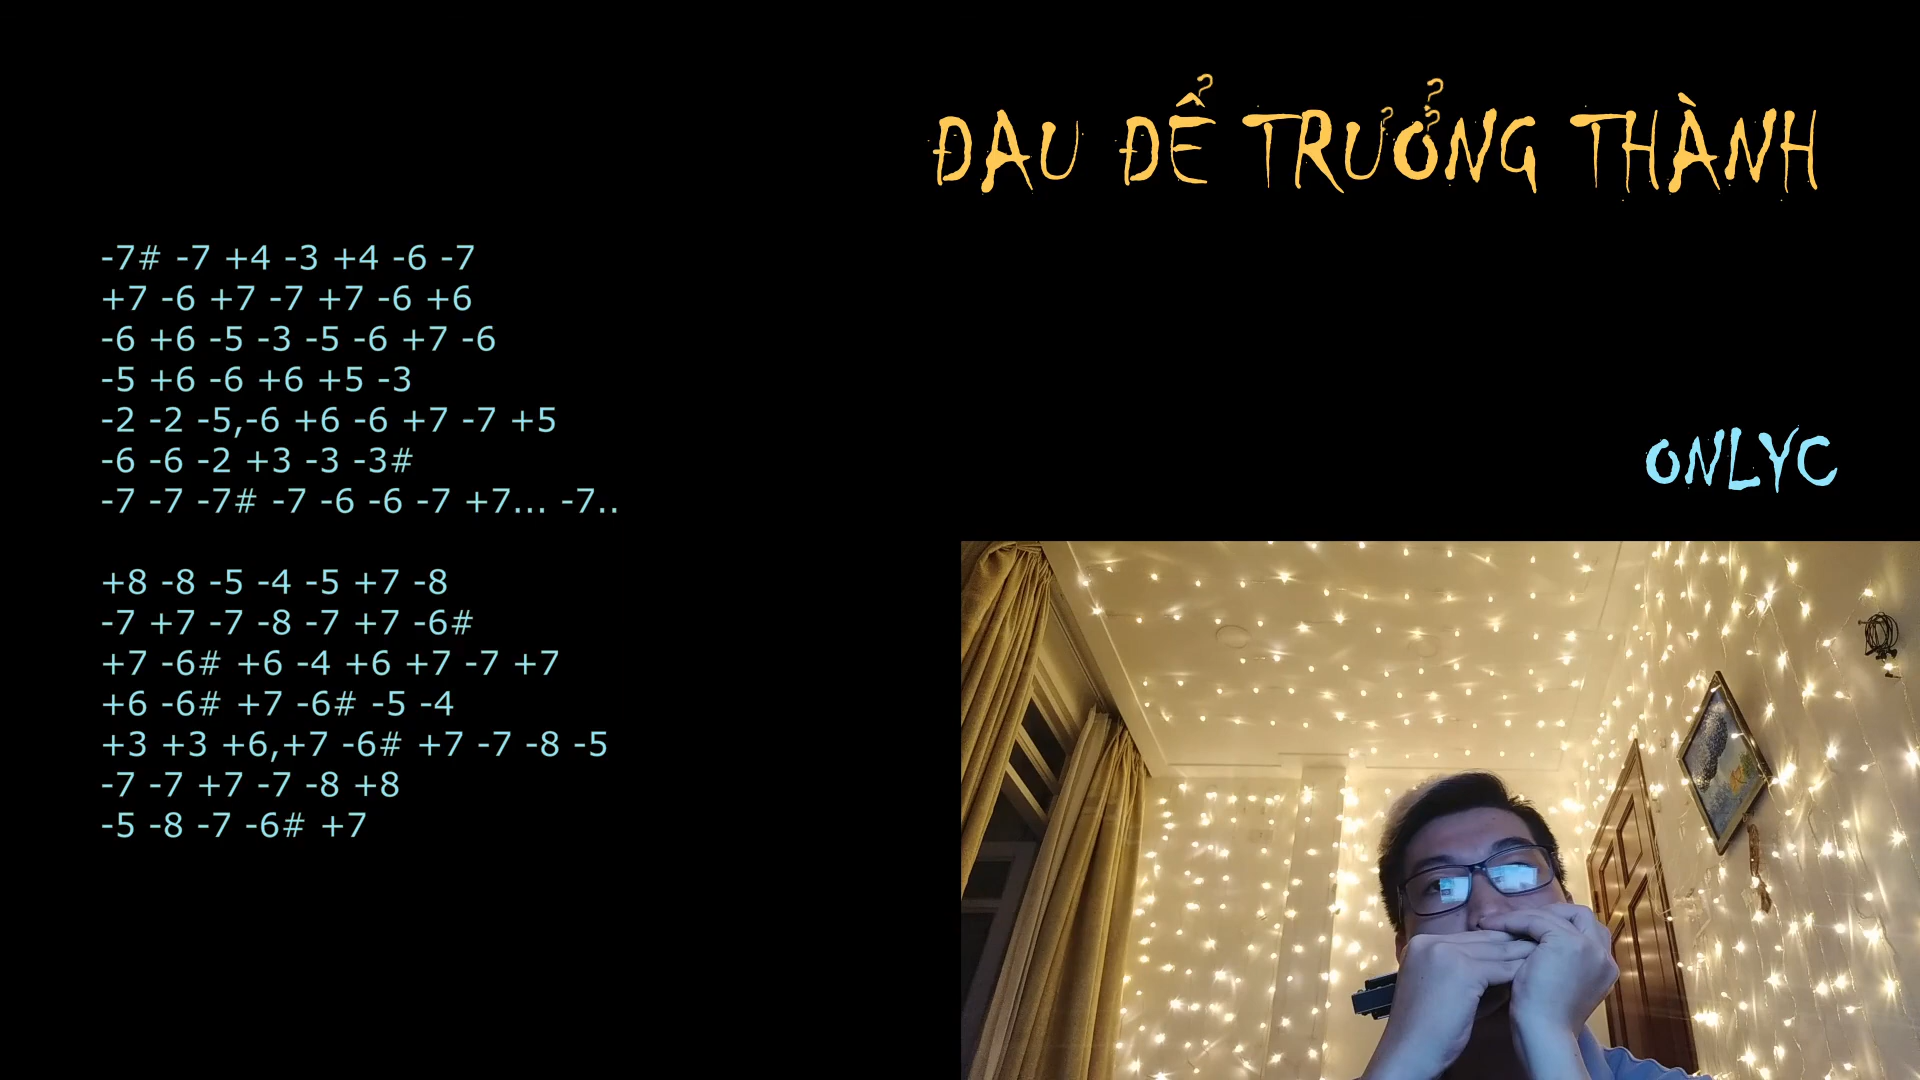 ĐAU ĐỂ TRƯỞNG THÀNH
ONLYC
-7# -7 +4 -3 +4 -6 -7
+7 -6 +7 -7 +7 -6 +6
-6 +6 -5 -3 -5 -6 +7 -6
-5 +6 -6 +6 +5 -3
-2 -2 -5,-6 +6 -6 +7 -7 +5
-6 -6 -2 +3 -3 -3#
-7 -7 -7# -7 -6 -6 -7 +7... -7..
+8 -8 -5 -4 -5 +7 -8
-7 +7 -7 -8 -7 +7 -6#
+7 -6# +6 -4 +6 +7 -7 +7
+6 -6# +7 -6# -5 -4
+3 +3 +6,+7 -6# +7 -7 -8 -5
-7 -7 +7 -7 -8 +8
-5 -8 -7 -6# +7